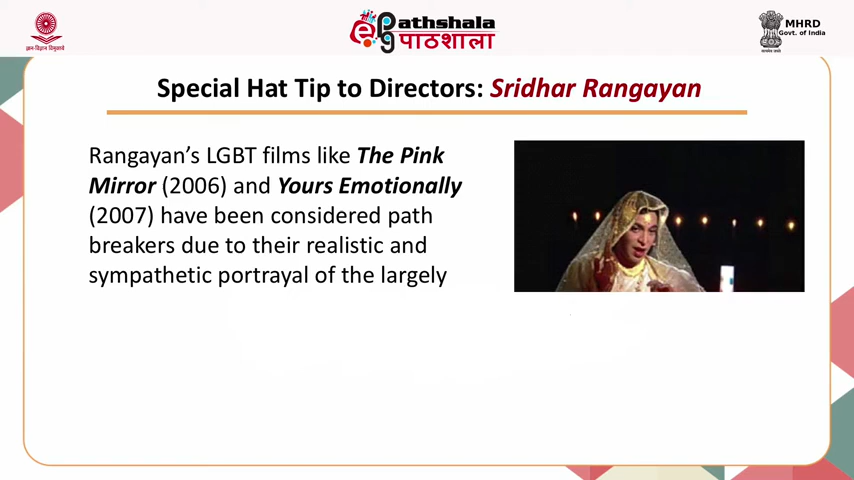 ज्ञान-विज्ञान विमुक्तये
Pathshala
पाठशाला
MHRD
Govt. of India
Special Hat Tip to Directors: Sridhar Rangayan
Rangayan’s LGBT films like The Pink
Mirror (2006) and Yours Emotionally
(2007) have been considered path
breakers due to their realistic and
sympathetic portrayal of the largely